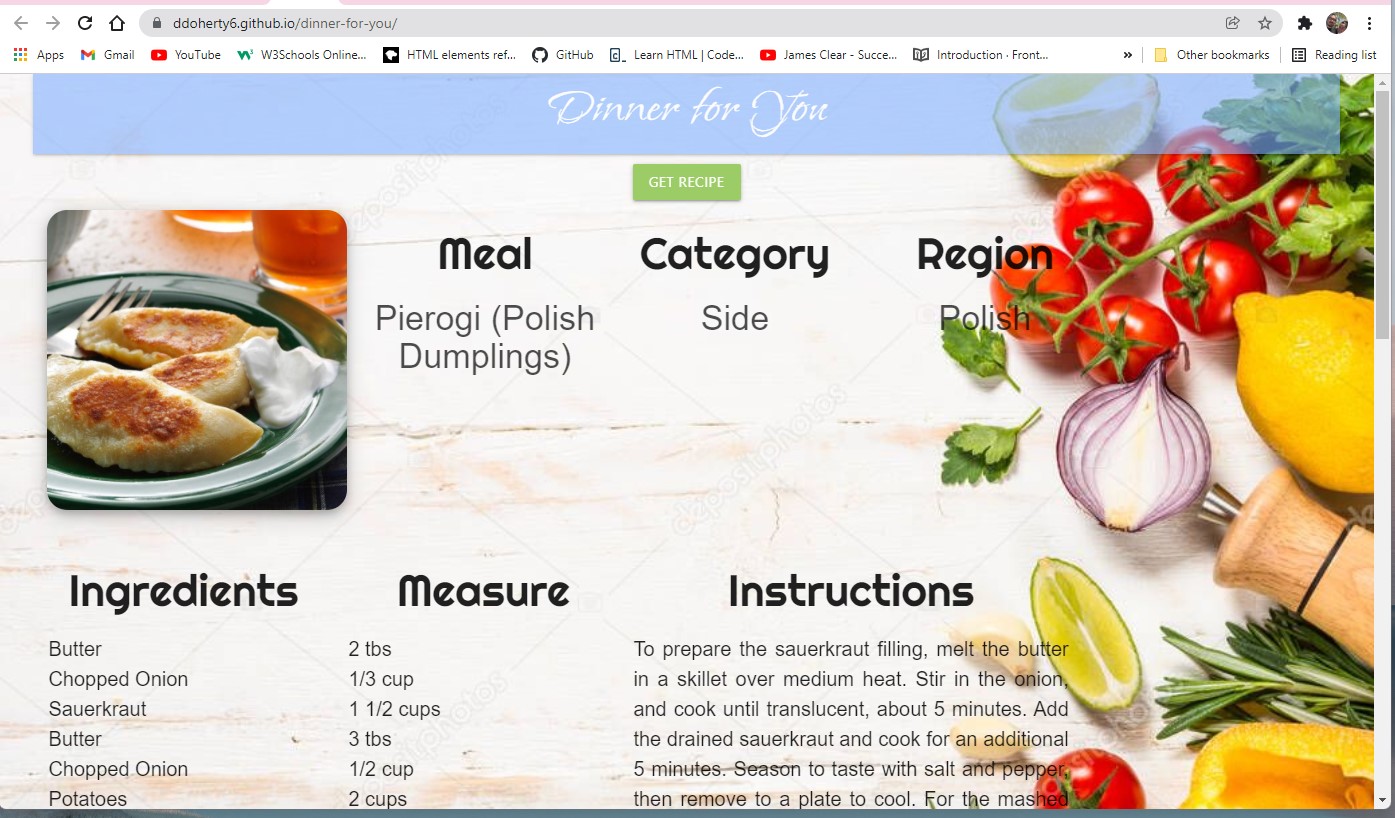 ddoherty6.github.io/dinner-for-you/
Apps Gmail YouTube W3Schools Online... HTML elements ref... GitHub Learn HTML | Code... James Clear - Succe... Introduction · Front... » Other bookmarks Reading list
Dinner for You
GET RECIPE
Meal Category Region
Pierogi (Polish Dumplings) Side Polish
Ingredients Measure Instructions
Butter 2 tbs
Chopped Onion 1/3 cup
Sauerkraut 1 1/2 cups
Butter 3 tbs
Chopped Onion 1/2 cup
Potatoes 2 cups
To prepare the sauerkraut filling, melt the butter
in a skillet over medium heat. Stir in the onion,
and cook until translucent, about 5 minutes. Add
the drained sauerkraut and cook for an additional
5 minutes. Season to taste with salt and pepper,
then remove to a plate to cool. For the mashed
depositphotos
depositphotos
depositphotos
depositphotos